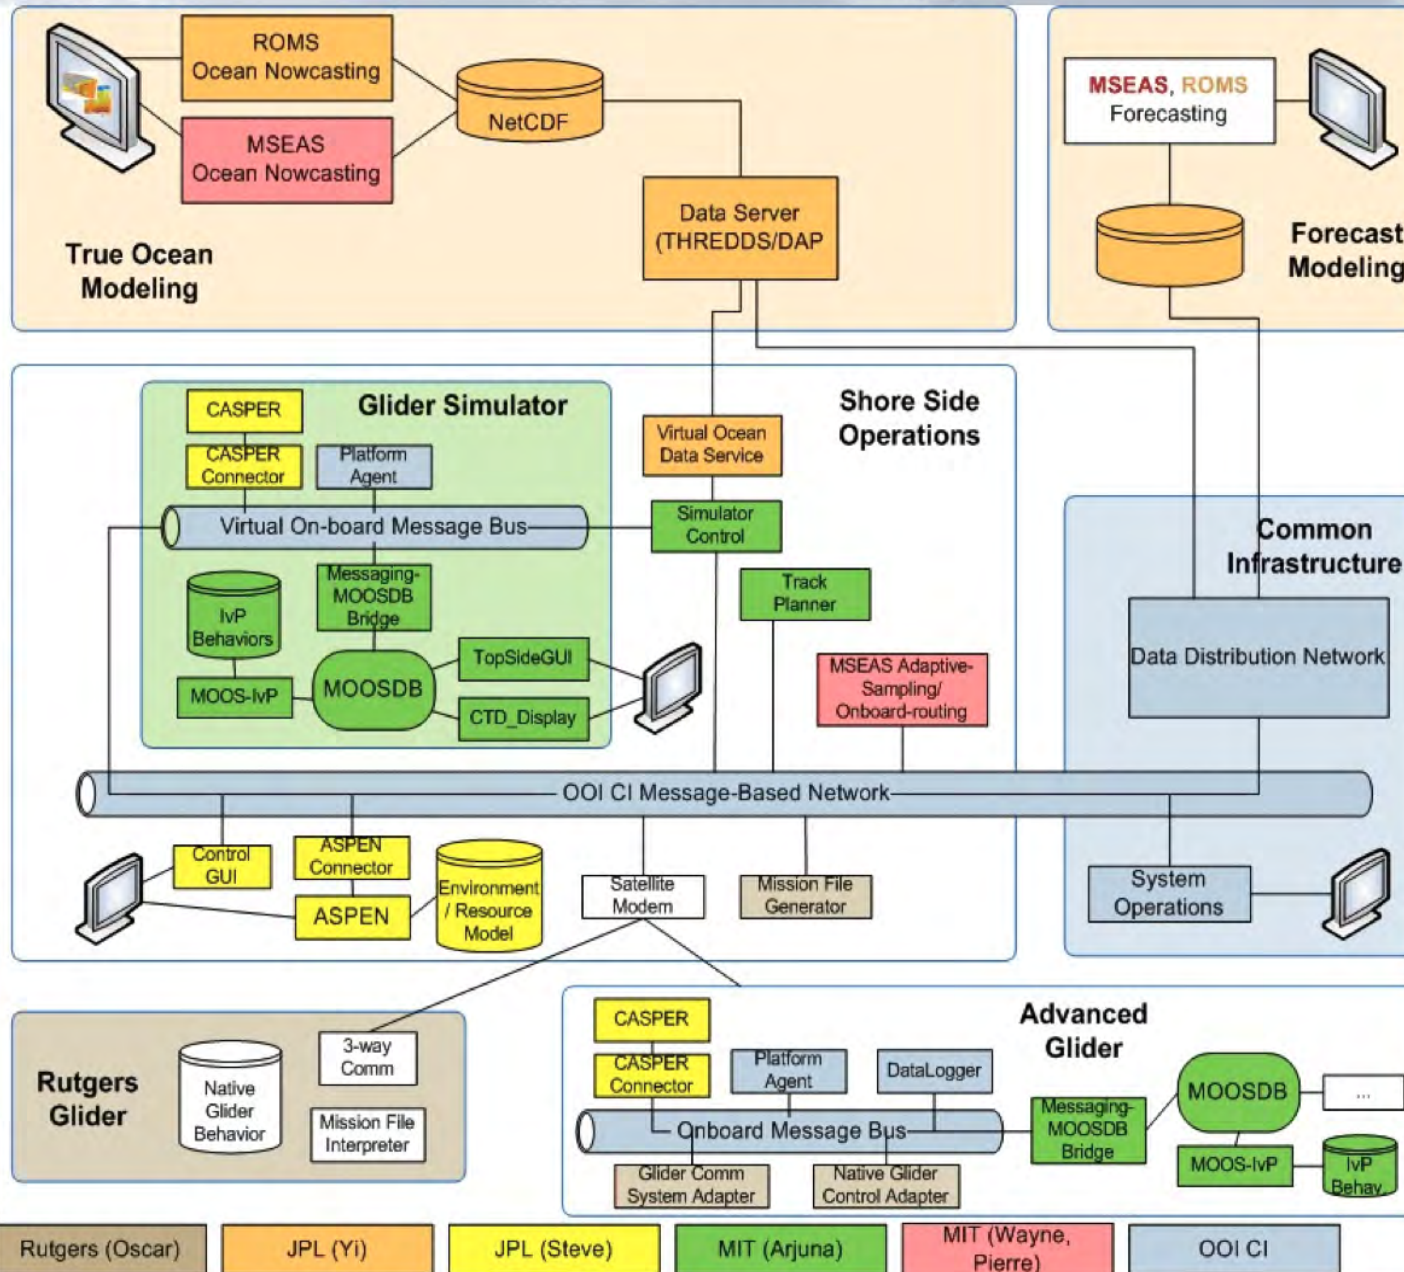 ROMS
Ocean Nowcasting
MSEAS
Ocean Nowcasting
NetCDF
Data Server
(THREDDS/DAP
True Ocean
Modeling
MSEAS, ROMS
Forecasting
Forecast
Modeling
Glider Simulator
CASPER
CASPER
Connector
Platform
Agent
Virtual On-board Message Bus
IvP
Behaviors
Messaging-
MOOSDB
Bridge
MOOS-IvP
MOOSDB
TopSideGUI
CTD_Display
Shore Side
Operations
Virtual Ocean
Data Service
Simulator
Control
Track
Planner
MSEAS Adaptive-
Sampling/
Onboard-routing
Common
Infrastructure
Data Distribution Network
OOI CI Message-Based Network
Control
GUI
ASPEN
Connector
ASPEN
Environment
/ Resource
Model
Satellite
Modem
Mission File
Generator
System
Operations
Rutgers
Glider
Native
Glider
Behavior
3-way
Comm
Mission File
Interpreter
Advanced
Glider
CASPER
CASPER
Connector
Platform
Agent
DataLogger
Onboard Message Bus
Glider Comm
System Adapter
Native Glider
Control Adapter
Messaging-
MOOSDB
Bridge
MOOSDB
...
MOOS-IvP
IvP
Behav.
Rutgers (Oscar)
JPL (Yi)
JPL (Steve)
MIT (Arjuna)
MIT (Wayne,
Pierre)
OOI CI